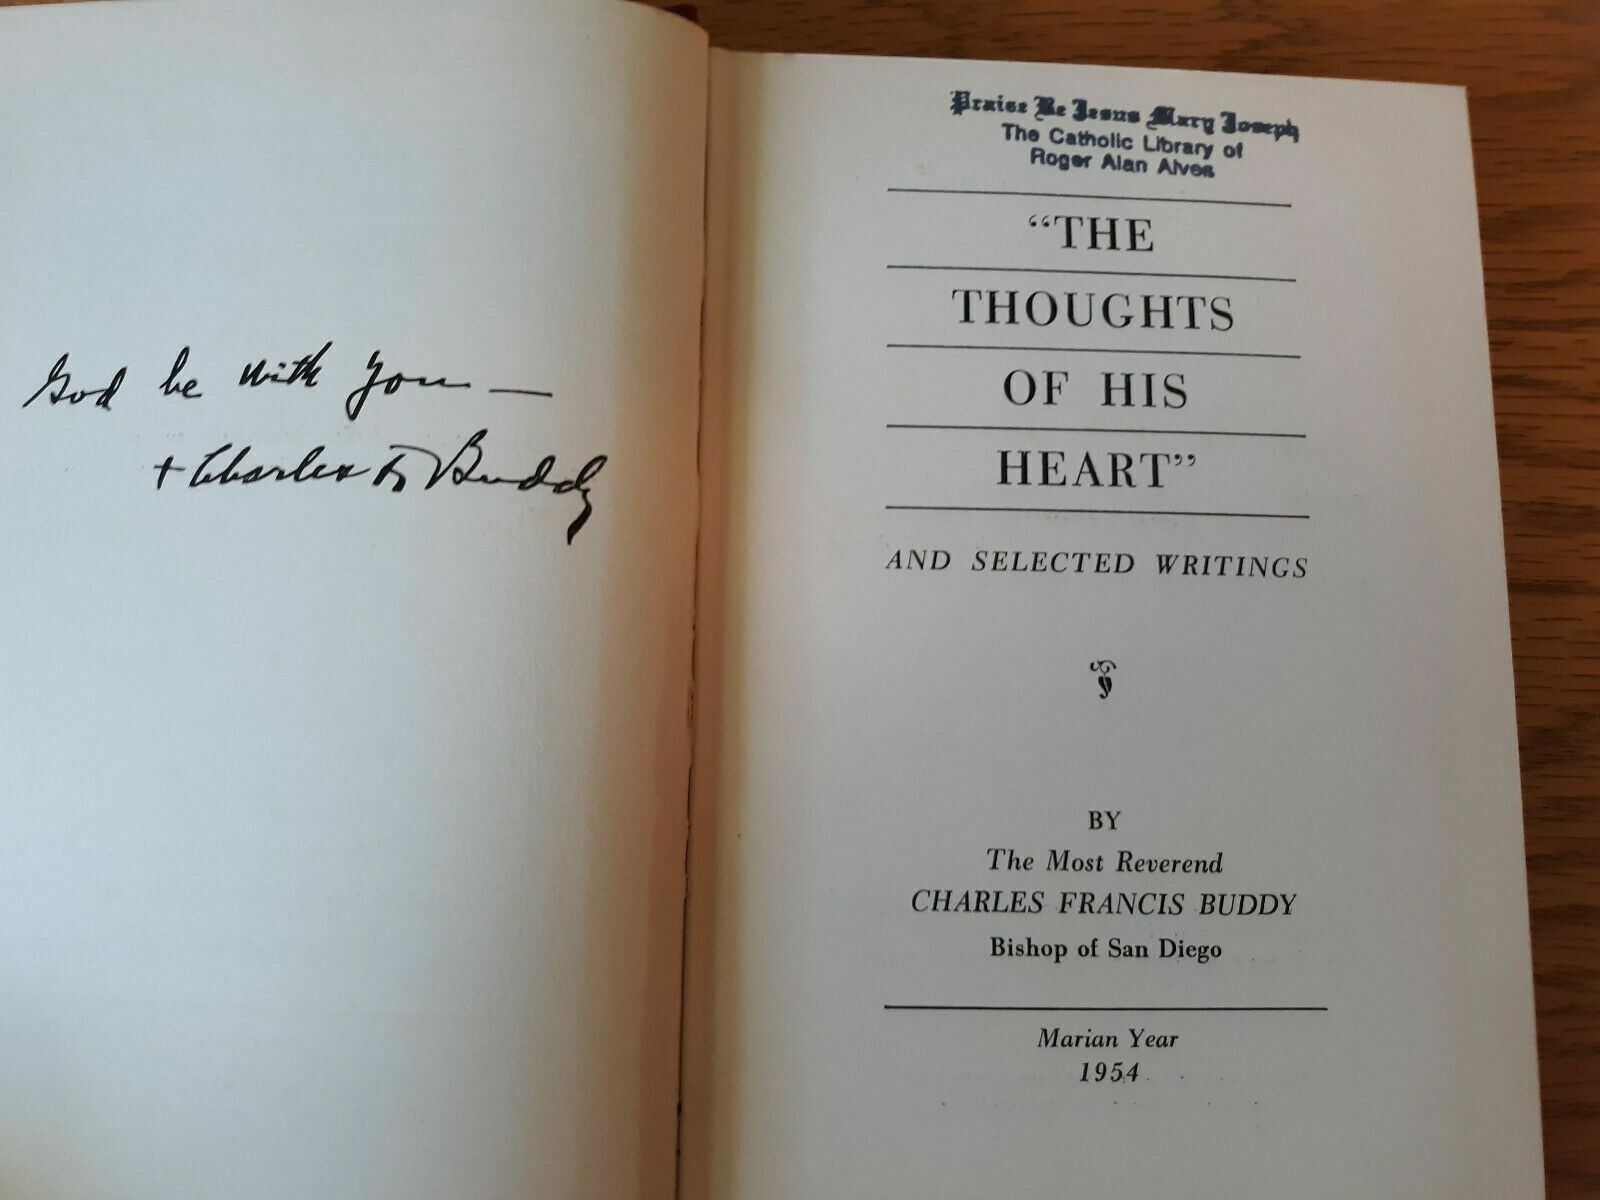 God be with you —
+ Charles F. Buddy
Praise Be Jesus Mary Joseph
The Catholic Library of
Roger Alan Alves
"THE
THOUGHTS
OF HIS
HEART"
AND SELECTED WRITINGS
BY
The Most Reverend
CHARLES FRANCIS BUDDY
Bishop of San Diego
Marian Year
1954